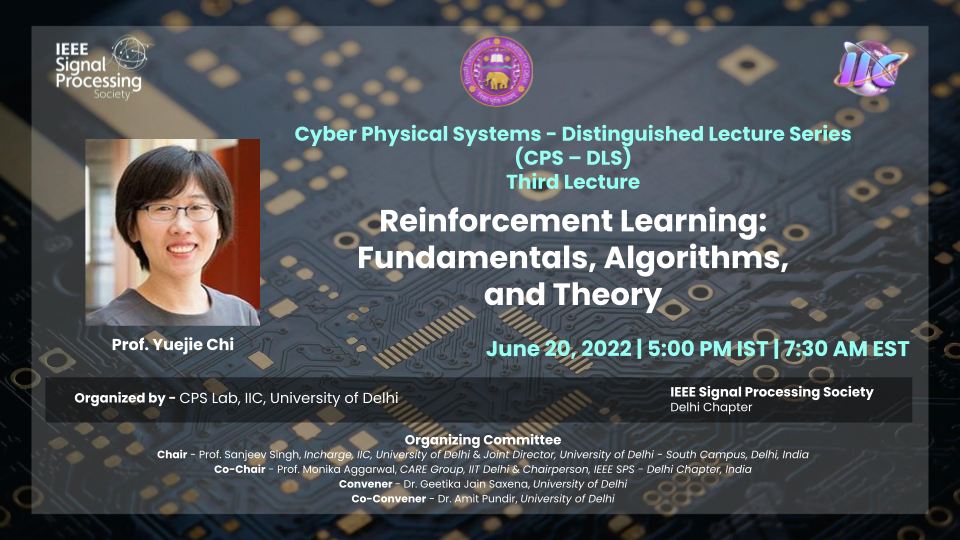 IEEE
Signal
Processing
Society
IIC
Cyber Physical Systems - Distinguished Lecture Series
(CPS – DLS)
Third Lecture
Reinforcement Learning:
Fundamentals, Algorithms,
and Theory
Prof. Yuejie Chi
June 20, 2022 | 5:00 PM IST | 7:30 AM EST
Organized by - CPS Lab, IIC, University of Delhi
IEEE Signal Processing Society
Delhi Chapter
Organizing Committee
Chair - Prof. Sanjeev Singh, Incharge, IIC, University of Delhi & Joint Director, University of Delhi - South Campus, Delhi, India
Co-Chair - Prof. Monika Aggarwal, CARE Group, IIT Delhi & Chairperson, IEEE SPS - Delhi Chapter, India
Convener - Dr. Geetika Jain Saxena, University of Delhi
Co-Convener - Dr. Amit Pundir, University of Delhi